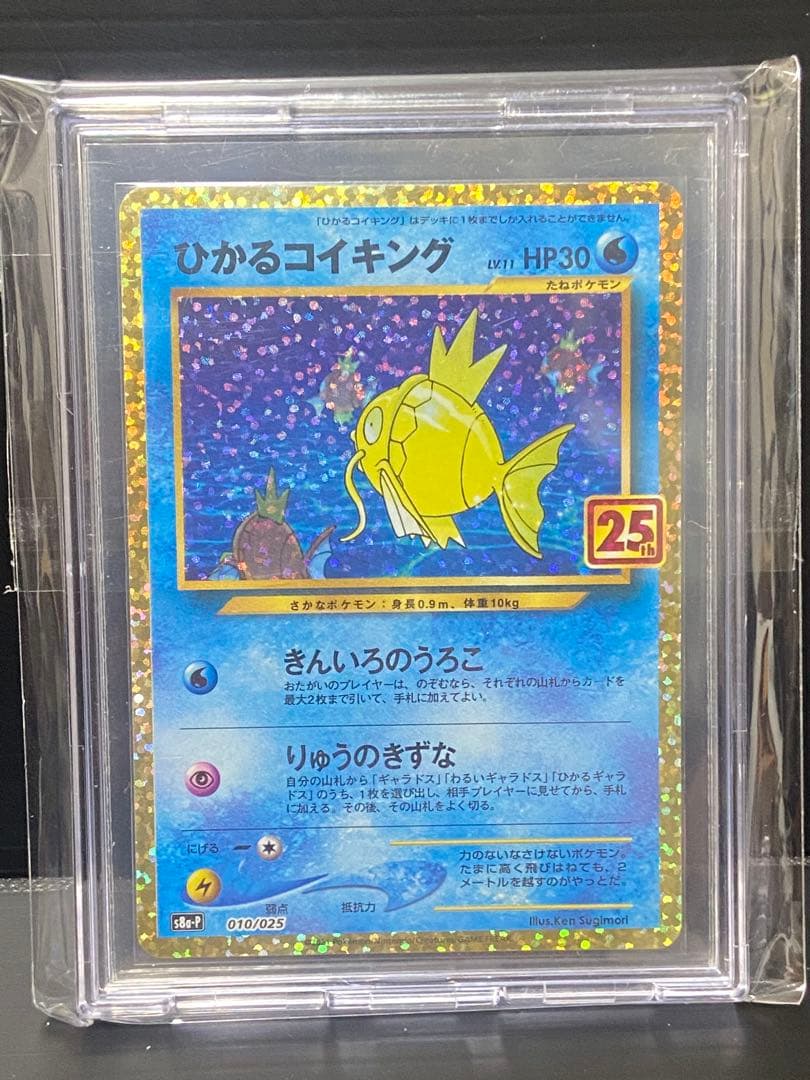 「ひかるコイキング」はデッキに1枚までしか入れることができません。
ひかるコイキング LV.11 HP30
たねポケモン
25th
さかなポケモン：身長0.9m、体重10kg
きんいろのうろこ
おたがいのプレイヤーは、のぞむなら、それぞれの山札からカードを
最大2枚まで引いて、手札に加えてよい。
りゅうのきずな
自分の山札から「ギャラドス」「わるいギャラドス」「ひかるギャラ
ドス」のうち、1枚を選び出し、相手プレイヤーに見せてから、手札
に加える。その後、その山札をよく切る。
にげる
力のないなさけないポケモン。
たまに高く飛びはねても、2
メートルを越すのがやっとだ。
弱点 抵抗力
s8a-P 010/025
Illus.Ken Sugimori
Pokémon/Nintendo/Creatures/GAME FREAK